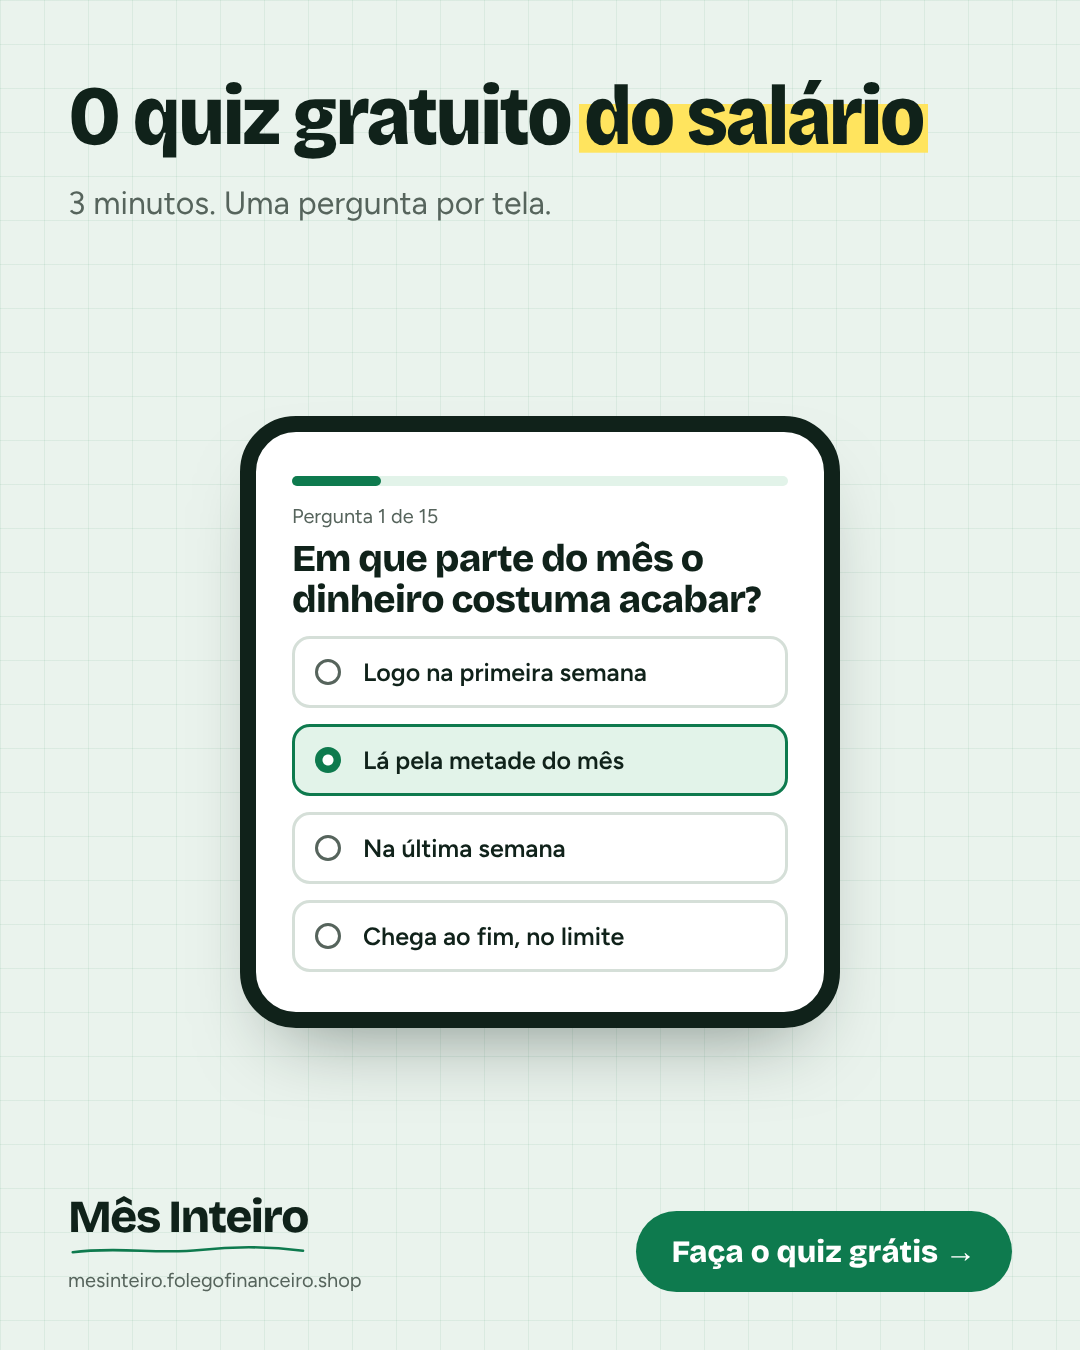 O quiz gratuito do salário
3 minutos. Uma pergunta por tela.
Pergunta 1 de 15
Em que parte do mês o
dinheiro costuma acabar?
Logo na primeira semana
Lá pela metade do mês
Na última semana
Chega ao fim, no limite
Mês Inteiro
mesinteiro.folegofinanceiro.shop
Faça o quiz grátis →